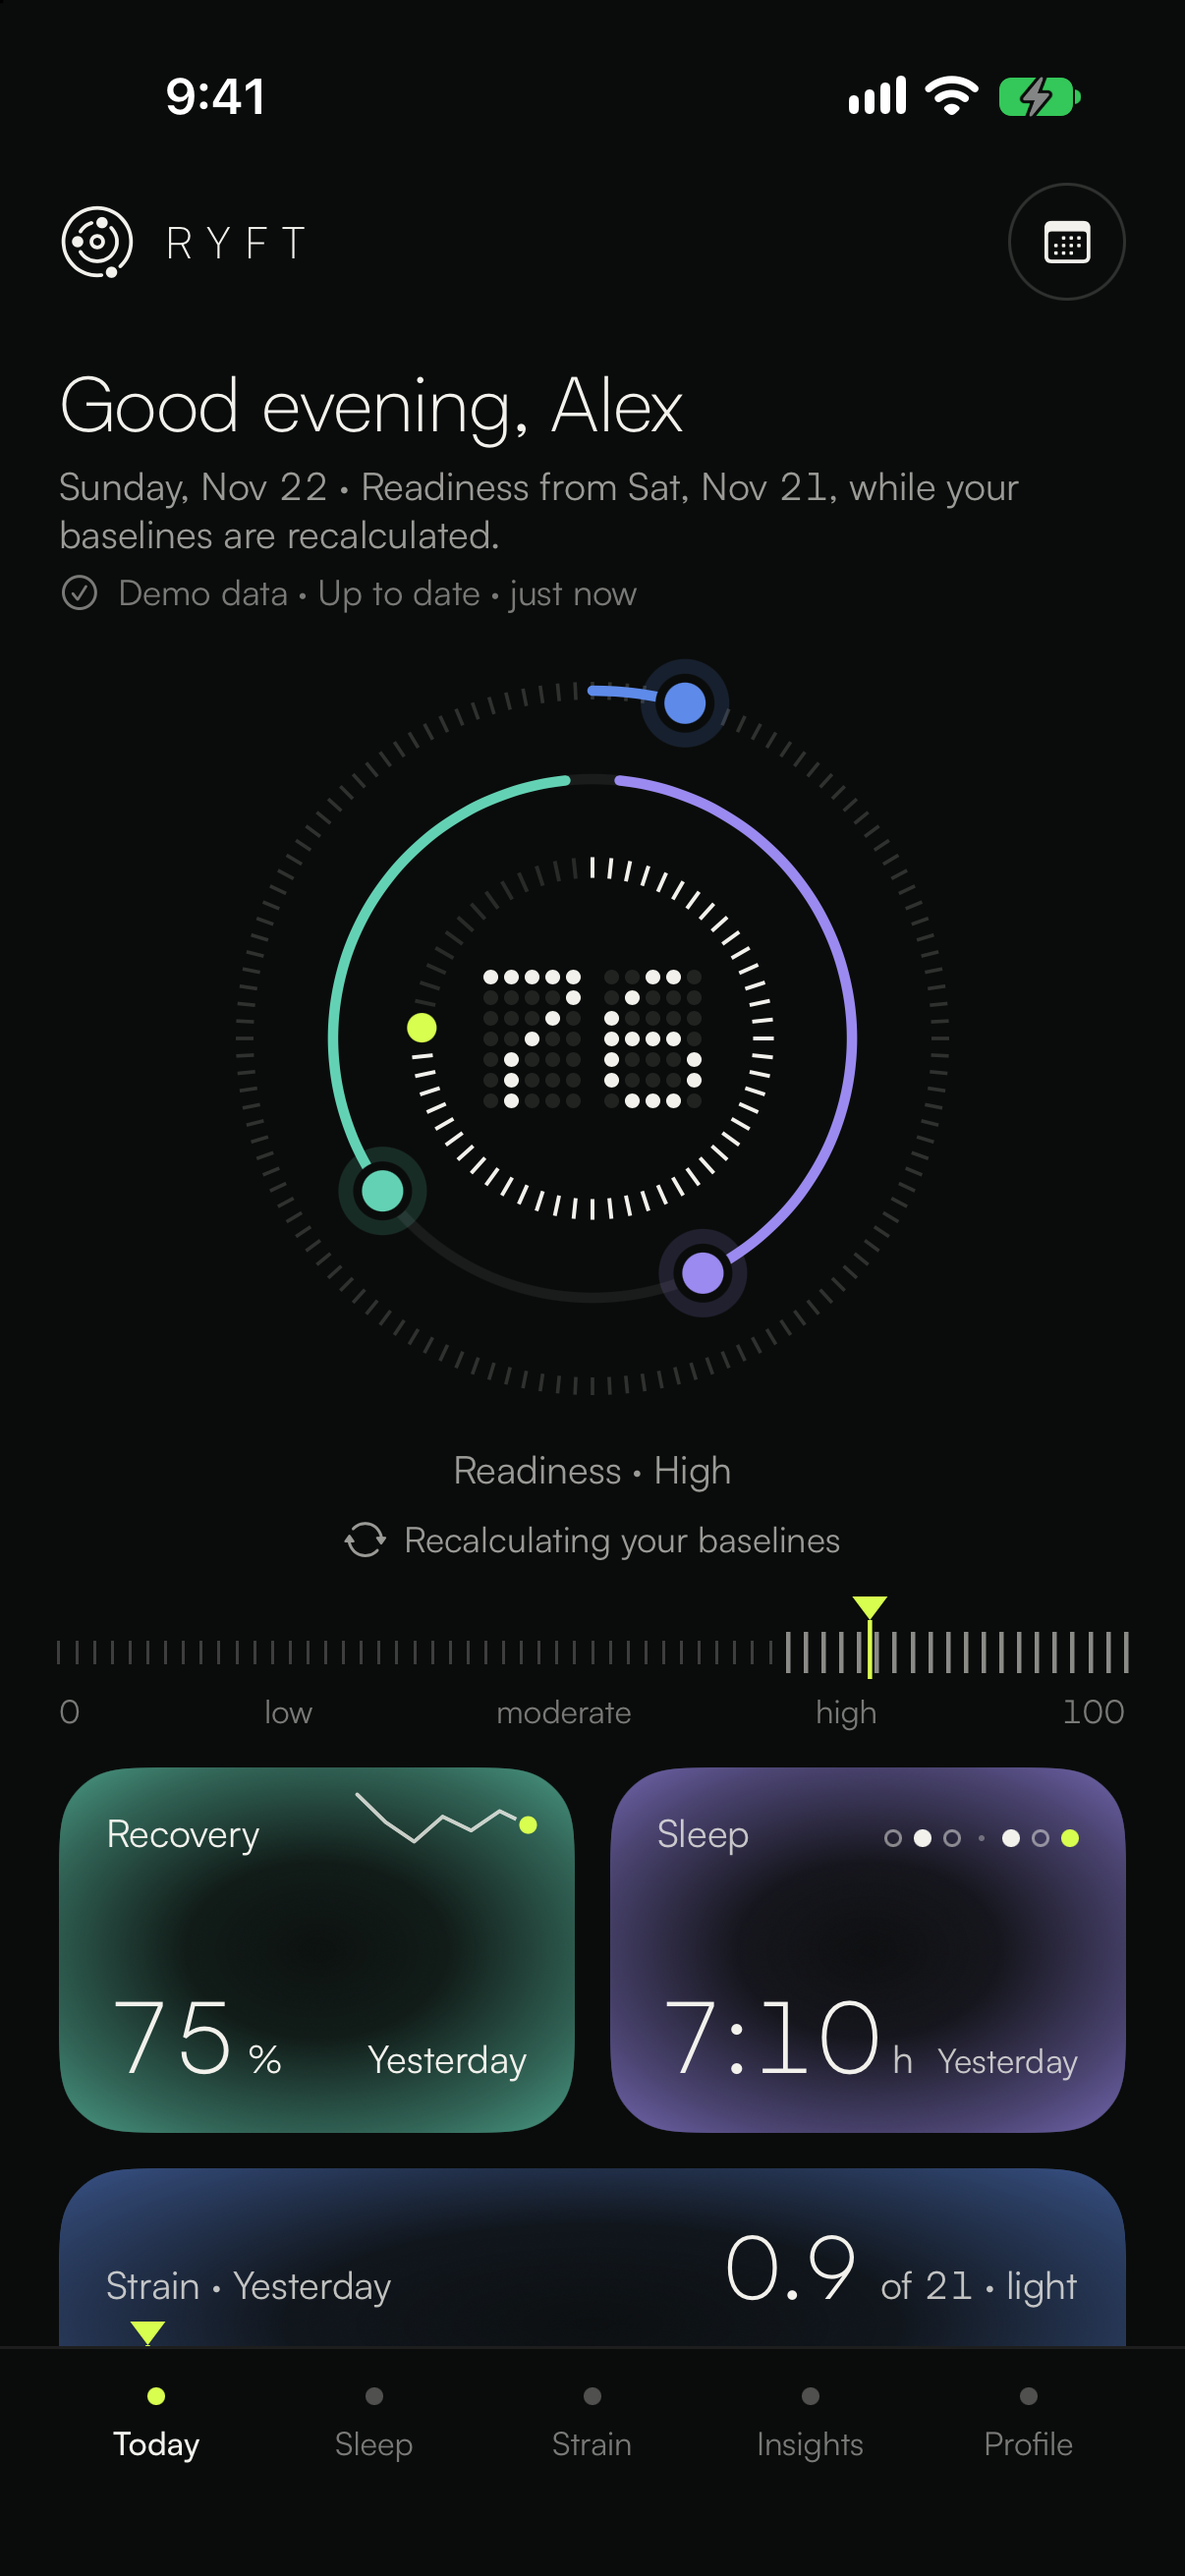 9:41
RYFT
Good evening, Alex
Sunday, Nov 22 · Readiness from Sat, Nov 21, while your
baselines are recalculated.
Demo data · Up to date · just now
76
Readiness · High
Recalculating your baselines
0 low moderate high 100
Recovery
75 % Yesterday
Sleep
7:10 h Yesterday
Strain · Yesterday 0.9 of 21 · light
Today Sleep Strain Insights Profile